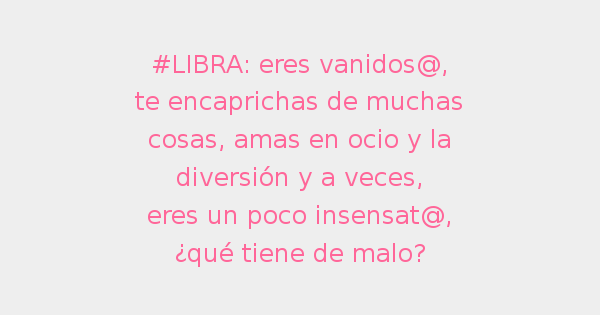 #LIBRA: eres vanidos@,
te encaprichas de muchas
cosas, amas en ocio y la
diversión y a veces,
eres un poco insensat@,
¿qué tiene de malo?